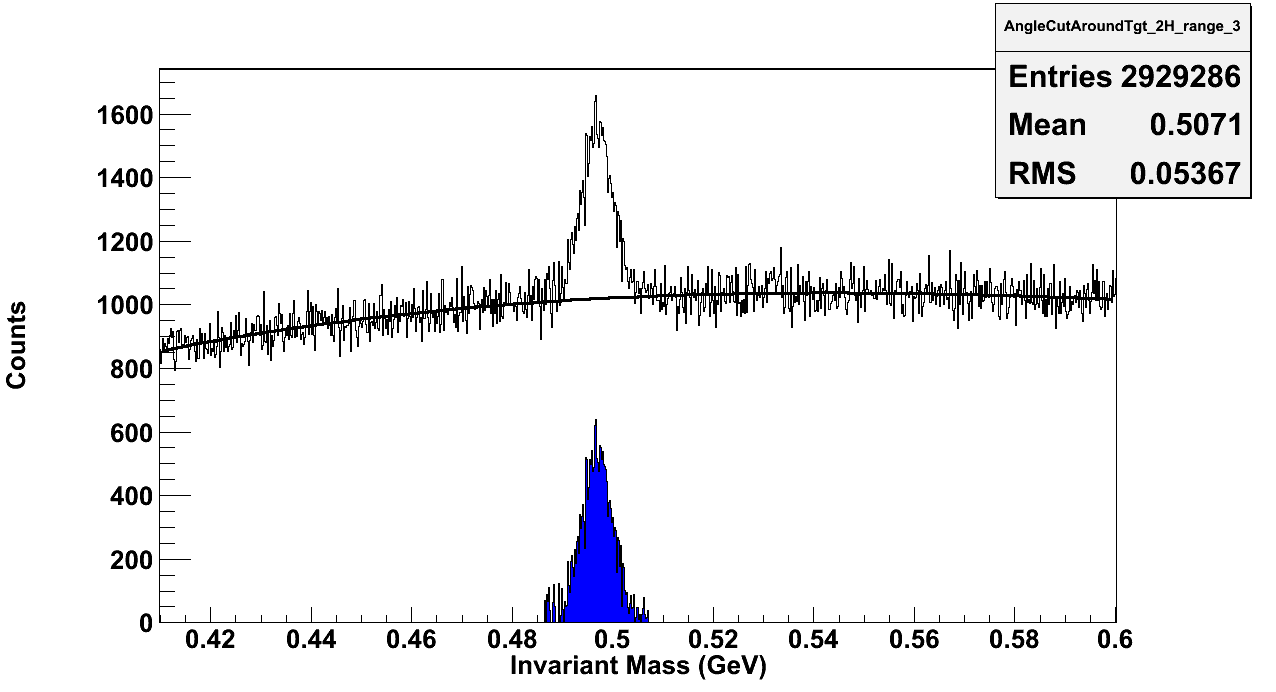 AngleCutAroundTgt_2H_range_3
Entries 2929286
Mean 0.5071
RMS 0.05367
1600
1400
1200
1000
800
600
400
200
0
Counts
0.42 0.44 0.46 0.48 0.5 0.52 0.54 0.56 0.58 0.6
Invariant Mass (GeV)